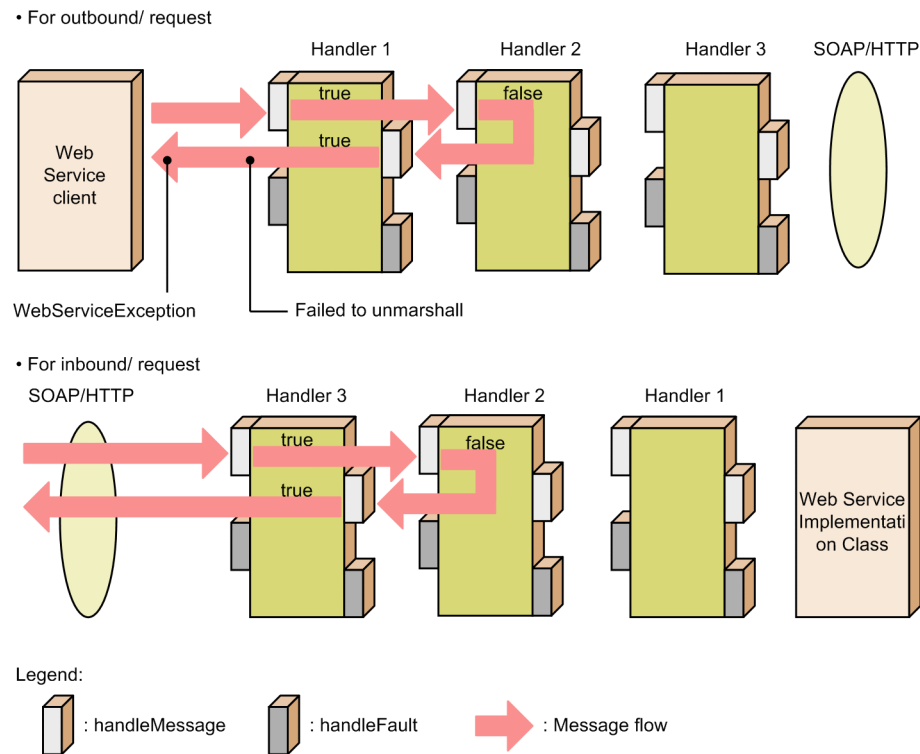 • For outbound/ request
Handler 1
Handler 2
Handler 3
SOAP/HTTP
true
false
true
Web
Service
client
WebServiceException
Failed to unmarshall
• For inbound/ request
SOAP/HTTP
Handler 3
Handler 2
Handler 1
true
false
true
Web Service
Implementati
on Class
Legend:
: handleMessage
: handleFault
: Message flow